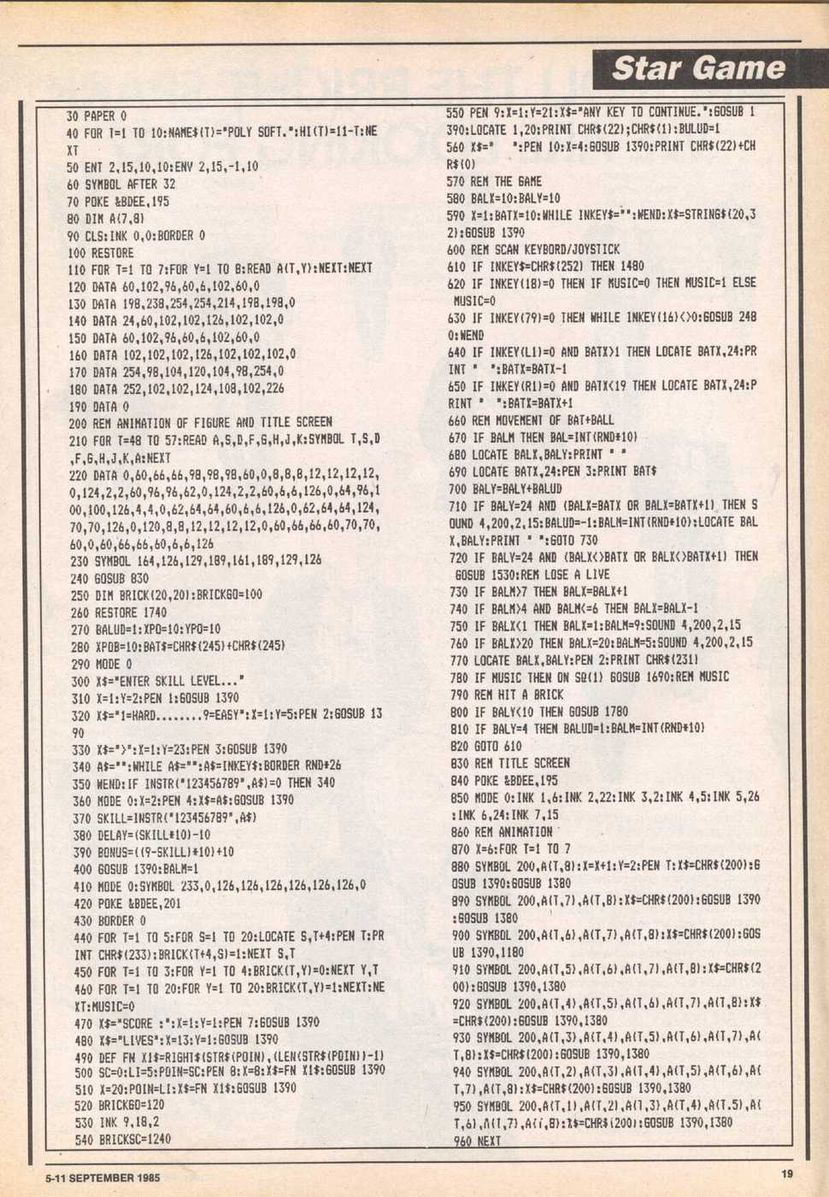 Star Game
30 PAPER 0
40 FOR T=1 TO 10:NAME$(T)="POLY SOFT.":HI(T)=11-T:NE
XT
50 ENT 2,15,10,10:ENV 2,15,-1,10
60 SYMBOL AFTER 32
70 POKE &BDEE,195
80 DIM A(7,8)
90 CLS:INK 0,0:BORDER 0
100 RESTORE
110 FOR T=1 TO 7:FOR Y=1 TO 8:READ A(T,Y):NEXT:NEXT
120 DATA 60,102,96,60,6,102,60,0
130 DATA 198,238,254,254,214,198,198,0
140 DATA 24,60,102,102,126,102,102,0
150 DATA 60,102,96,60,6,102,60,0
160 DATA 102,102,102,126,102,102,102,0
170 DATA 254,98,104,120,104,98,254,0
180 DATA 252,102,102,124,108,102,226
190 DATA 0
200 REM ANIMATION OF FIGURE AND TITLE SCREEN
210 FOR T=48 TO 57:READ A,S,D,F,G,H,J,K:SYMBOL T,S,D
,F,G,H,J,K,A:NEXT
220 DATA 0,60,66,66,98,98,98,60,0,8,8,8,12,12,12,12,
0,124,2,2,60,96,96,62,0,124,2,2,60,6,6,126,0,64,96,1
00,100,126,4,4,0,62,64,64,60,6,6,126,0,62,64,64,124,
70,70,126,0,120,8,8,12,12,12,12,0,60,66,66,60,70,70,
60,0,60,66,66,60,6,6,126
230 SYMBOL 164,126,129,189,161,189,129,126
240 GOSUB 830
250 DIM BRICK(20,20):BRICKGO=100
260 RESTORE 1740
270 BALUD=1:XPO=10:YPO=10
280 XPOB=10:BAT$=CHR$(245)+CHR$(245)
290 MODE 0
300 X$="ENTER SKILL LEVEL..."
310 X=1:Y=2:PEN 1:GOSUB 1390
320 X$="1=HARD........9=EASY":X=1:Y=5:PEN 2:GOSUB 13
90
330 X$=">":X=1:Y=23:PEN 3:GOSUB 1390
340 A$="":WHILE A$="":A$=INKEY$:BORDER RND*26
350 WEND:IF INSTR("123456789",A$)=0 THEN 340
360 MODE 0:X=2:PEN 4:X$=A$:GOSUB 1390
370 SKILL=INSTR("123456789",A$)
380 DELAY=(SKILL*10)-10
390 BONUS=((9-SKILL)*10)+10
400 GOSUB 1390:BALM=1
410 MODE 0:SYMBOL 233,0,126,126,126,126,126,126,0
420 POKE &BDEE,201
430 BORDER 0
440 FOR T=1 TO 5:FOR S=1 TO 20:LOCATE S,T+4:PEN T:PR
INT CHR$(233);BRICK(T+4,S)=1:NEXT S,T
450 FOR T=1 TO 3:FOR Y=1 TO 4:BRICK(T,Y)=0:NEXT Y,T
460 FOR T=1 TO 20:FOR Y=1 TO 20:BRICK(T,Y)=1:NEXT:NE
XT:MUSIC=0
470 X$="SCORE :":X=1:Y=1:PEN 7:GOSUB 1390
480 X$="LIVES":X=13:Y=1:GOSUB 1390
490 DEF FN X1$=RIGHT$(STR$(POIN),(LEN(STR$(POIN))-1)
500 SC=0:LI=5:POIN=SC:PEN 8:X=8:X$=FN X1$:GOSUB 1390
510 X=20:POIN=LI:X$=FN X1$:GOSUB 1390
520 BRICKGO=120
530 INK 9,18,2
540 BRICKSC=1240
550 PEN 9:X=1:Y=21:X$="ANY KEY TO CONTINUE.":GOSUB 1
390:LOCATE 1,20:PRINT CHR$(22);CHR$(1):BULUD=1
560 X$="  ":PEN 10:X=4:GOSUB 1390:PRINT CHR$(22)+CH
R$(0)
570 REM THE GAME
580 BALX=10:BALY=10
590 X=1:BATX=10:WHILE INKEY$="":WEND:X$=STRING$(20,3
2):GOSUB 1390
600 REM SCAN KEYBORD/JOYSTICK
610 IF INKEY$=CHR$(252) THEN 1480
620 IF INKEY(18)=0 THEN IF MUSIC=0 THEN MUSIC=1 ELSE
MUSIC=0
630 IF INKEY(79)=0 THEN WHILE INKEY(16)<>0:GOSUB 248
0:WEND
640 IF INKEY(L1)=0 AND BATX>1 THEN LOCATE BATX,24:PR
INT "  ":BATX=BATX-1
650 IF INKEY(R1)=0 AND BATX<19 THEN LOCATE BATX,24:P
RINT "  ":BATX=BATX+1
660 REM MOVEMENT OF BAT+BALL
670 IF BALM THEN BAL=INT(RND*10)
680 LOCATE BALX,BALY:PRINT " "
690 LOCATE BATX,24:PEN 3:PRINT BAT$
700 BALY=BALY+BALUD
710 IF BALY=24 AND (BALX=BATX OR BALX=BATX+1) THEN S
OUND 4,200,2,15:BALUD=-1:BALM=INT(RND*10):LOCATE BAL
X,BALY:PRINT " ":GOTO 730
720 IF BALY=24 AND (BALX<>BATX OR BALX<>BATX+1) THEN
GOSUB 1530:REM LOSE A LIVE
730 IF BALM>7 THEN BALX=BALX+1
740 IF BALM>4 AND BALM<=6 THEN BALX=BALX-1
750 IF BALX<1 THEN BALX=1:BALM=9:SOUND 4,200,2,15
760 IF BALX>20 THEN BALX=20:BALM=5:SOUND 4,200,2,15
770 LOCATE BALX,BALY:PEN 2:PRINT CHR$(231)
780 IF MUSIC THEN ON SQ(1) GOSUB 1690:REM MUSIC
790 REM HIT A BRICK
800 IF BALY<10 THEN GOSUB 1780
810 IF BALY=4 THEN BALUD=1:BALM=INT(RND*10)
820 GOTO 610
830 REM TITLE SCREEN
840 POKE &BDEE,195
850 MODE 0:INK 1,6:INK 2,22:INK 3,2:INK 4,5:INK 5,26
:INK 6,24:INK 7,15
860 REM ANIMATION
870 X=6:FOR T=1 TO 7
880 SYMBOL 200,A(T,8):X=X+1:Y=2:PEN T:X$=CHR$(200):G
OSUB 1390:GOSUB 1380
890 SYMBOL 200,A(T,7),A(T,8):X$=CHR$(200):GOSUB 1390
:GOSUB 1380
900 SYMBOL 200,A(T,6),A(T,7),A(T,8):X$=CHR$(200):GOS
UB 1390,1180
910 SYMBOL 200,A(T,5),A(T,6),A(T,7),A(T,8):X$=CHR$(2
00):GOSUB 1390,1380
920 SYMBOL 200,A(T,4),A(T,5),A(T,6),A(T,7),A(T,8):X$
=CHR$(200):GOSUB 1390,1380
930 SYMBOL 200,A(T,3),A(T,4),A(T,5),A(T,6),A(T,7),A(
T,8):X$=CHR$(200):GOSUB 1390,1380
940 SYMBOL 200,A(T,2),A(T,3),A(T,4),A(T,5),A(T,6),A(
T,7),A(T,8):X$=CHR$(200):GOSUB 1390,1380
950 SYMBOL 200,A(T,1),A(T,2),A(T,3),A(T,4),A(T.5),A(
T,6),A(T,7),A(T,8):X$=CHR$(200):GOSUB 1390,1380
960 NEXT
5-11 SEPTEMBER 1985
19